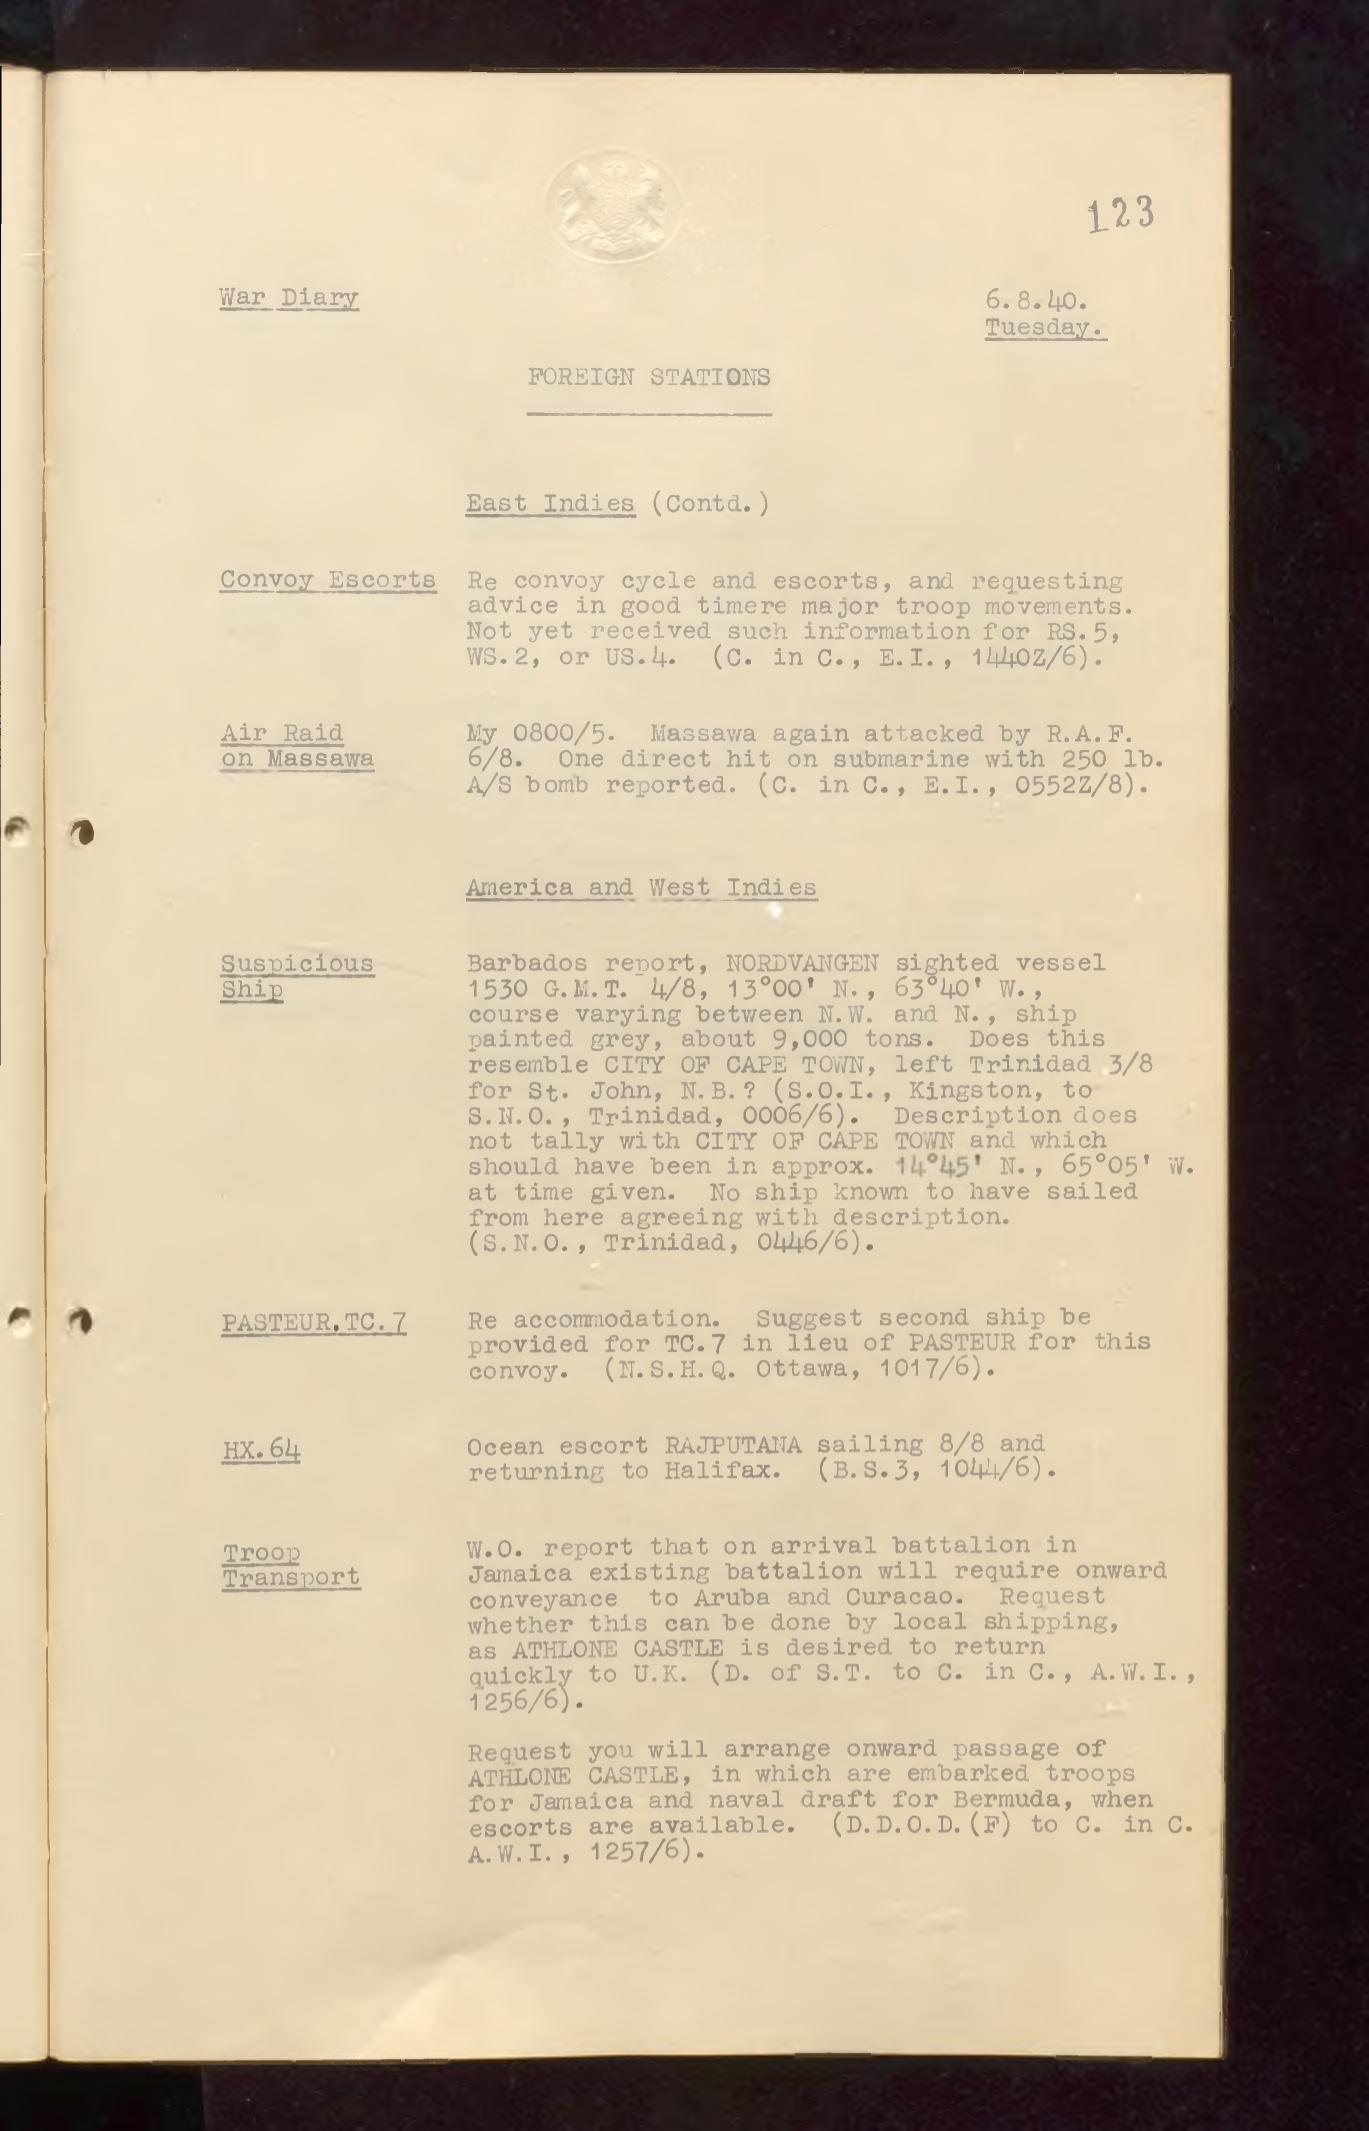 123
War Diary
6.8.40.
Tuesday.
FOREIGN STATIONS
East Indies (Contd.)
Convoy Escorts
Re convoy cycle and escorts, and requesting
advice in good timere major troop movements.
Not yet received such information for RS.5,
WS.2, or US.4. (C. in C., E.I., 1440Z/6).
Air Raid
on Massawa
My 0800/5. Massawa again attacked by R.A.F.
6/8. One direct hit on submarine with 250 lb.
A/S bomb reported. (C. in C., E.I., 0552Z/8).
America and West Indies
Suspicious
Ship
Barbados report, NORDVANGEN sighted vessel
1530 G.M.T. 4/8, 13°00' N., 63°40' W.,
course varying between N.W. and N., ship
painted grey, about 9,000 tons. Does this
resemble CITY OF CAPE TOWN, left Trinidad 3/8
for St. John, N.B.? (S.O.I., Kingston, to
S.N.O., Trinidad, 0006/6). Description does
not tally with CITY OF CAPE TOWN and which
should have been in approx. 14°45' N., 65°05' W.
at time given. No ship known to have sailed
from here agreeing with description.
(S.N.O., Trinidad, 0446/6).
PASTEUR.TC.7
Re accommodation. Suggest second ship be
provided for TC.7 in lieu of PASTEUR for this
convoy. (N.S.H.Q. Ottawa, 1017/6).
HX.64
Ocean escort RAJPUTANA sailing 8/8 and
returning to Halifax. (B.S.3, 1044/6).
Troop
Transport
W.O. report that on arrival battalion in
Jamaica existing battalion will require onward
conveyance to Aruba and Curacao. Request
whether this can be done by local shipping,
as ATHLONE CASTLE is desired to return
quickly to U.K. (D. of S.T. to C. in C., A.W.I.,
1256/6).
Request you will arrange onward passage of
ATHLONE CASTLE, in which are embarked troops
for Jamaica and naval draft for Bermuda, when
escorts are available. (D.D.O.D.(F) to C. in C.
A.W.I., 1257/6).